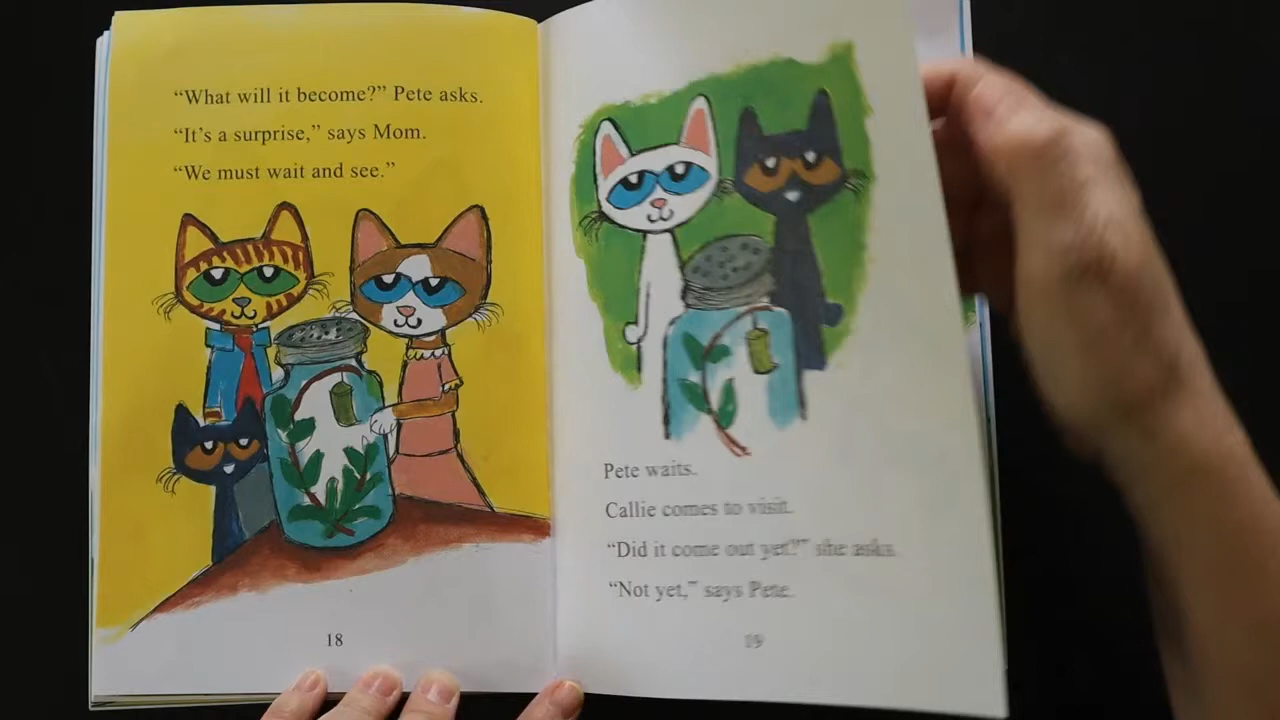 “What will it become?” Pete asks.
“It’s a surprise,” says Mom.
“We must wait and see.”
18
Pete waits.
Callie comes to visit.
“Did it come out yet?” she asks.
“Not yet,” says Pete.
19